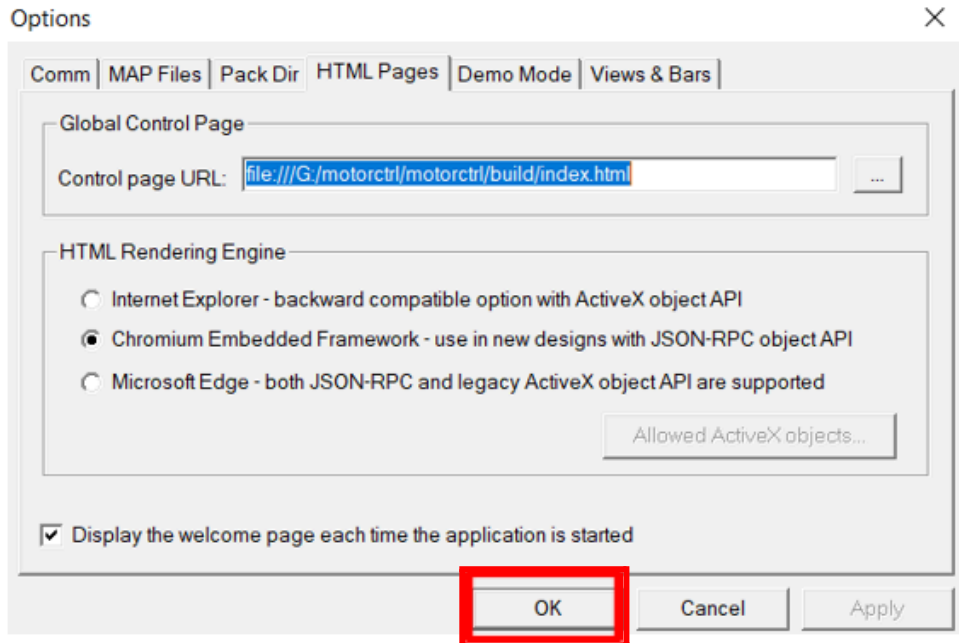 Options
Comm MAP Files Pack Dir HTML Pages Demo Mode Views & Bars
Global Control Page
Control page URL: file:///G:/motorctrl/motorctrl/build/index.html ...
HTML Rendering Engine
Internet Explorer - backward compatible option with ActiveX object API
Chromium Embedded Framework - use in new designs with JSON-RPC object API
Microsoft Edge - both JSON-RPC and legacy ActiveX object API are supported
Allowed ActiveX objects...
Display the welcome page each time the application is started
OK Cancel Apply